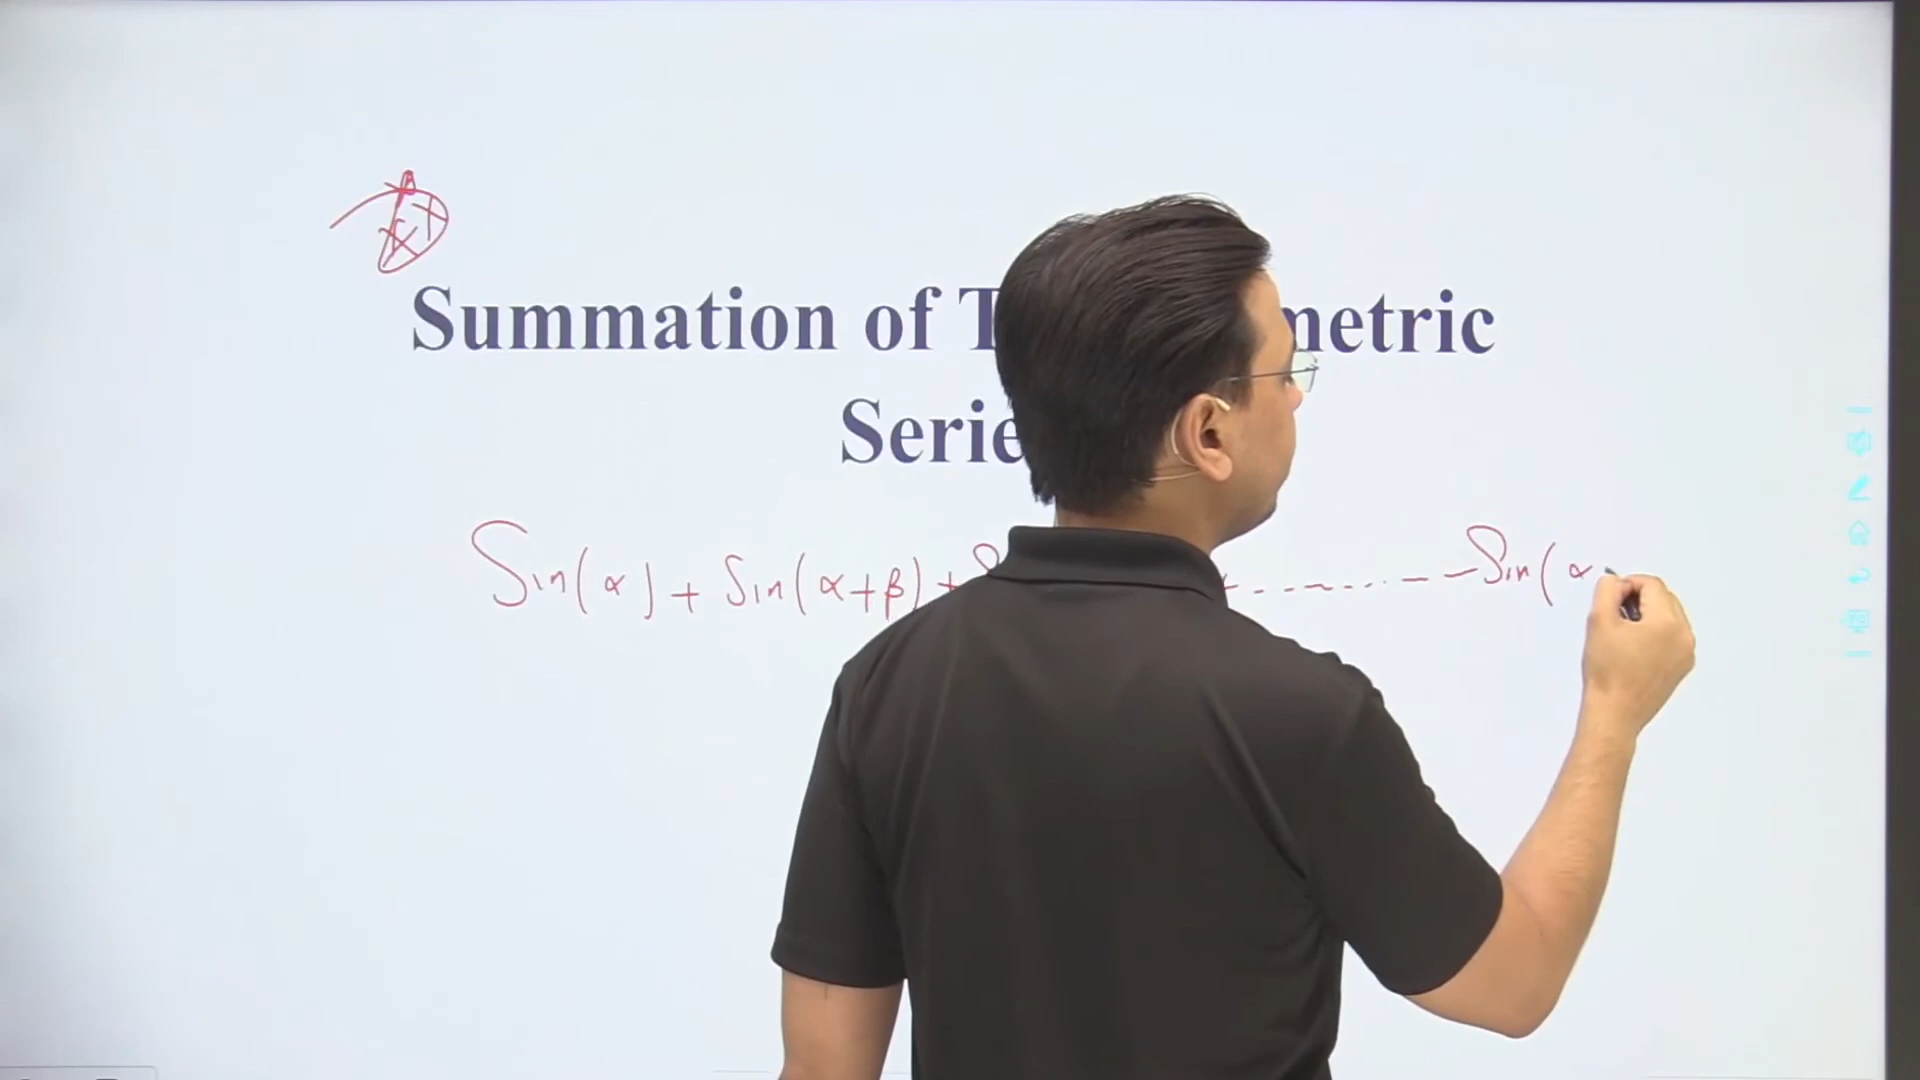 Summation of T metric
Serie
Sin(α) + Sin(α+β) + S + - - - - - - - - Sin(α